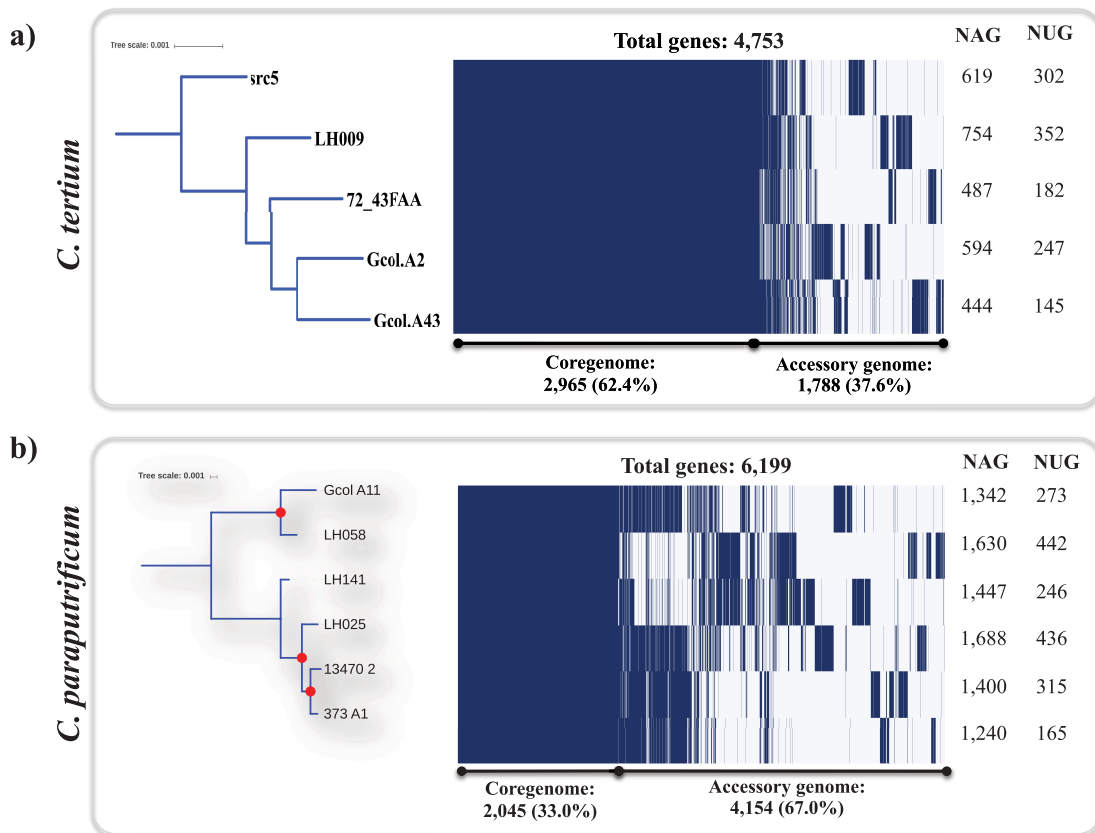 a)
Tree scale: 0.001
Total genes: 4,753
NAG NUG
C. tertium
src5
619 302
LH009
754 352
72_43FAA
487 182
Gcol.A2
594 247
Gcol.A43
444 145
Coregenome:
2,965 (62.4%)
Accessory genome:
1,788 (37.6%)
b)
Tree scale: 0.001
Total genes: 6,199
NAG NUG
C. paraputrificum
Gcol A11
1,342 273
LH058
1,630 442
LH141
1,447 246
LH025
1,688 436
13470 2
1,400 315
373 A1
1,240 165
Coregenome:
2,045 (33.0%)
Accessory genome:
4,154 (67.0%)